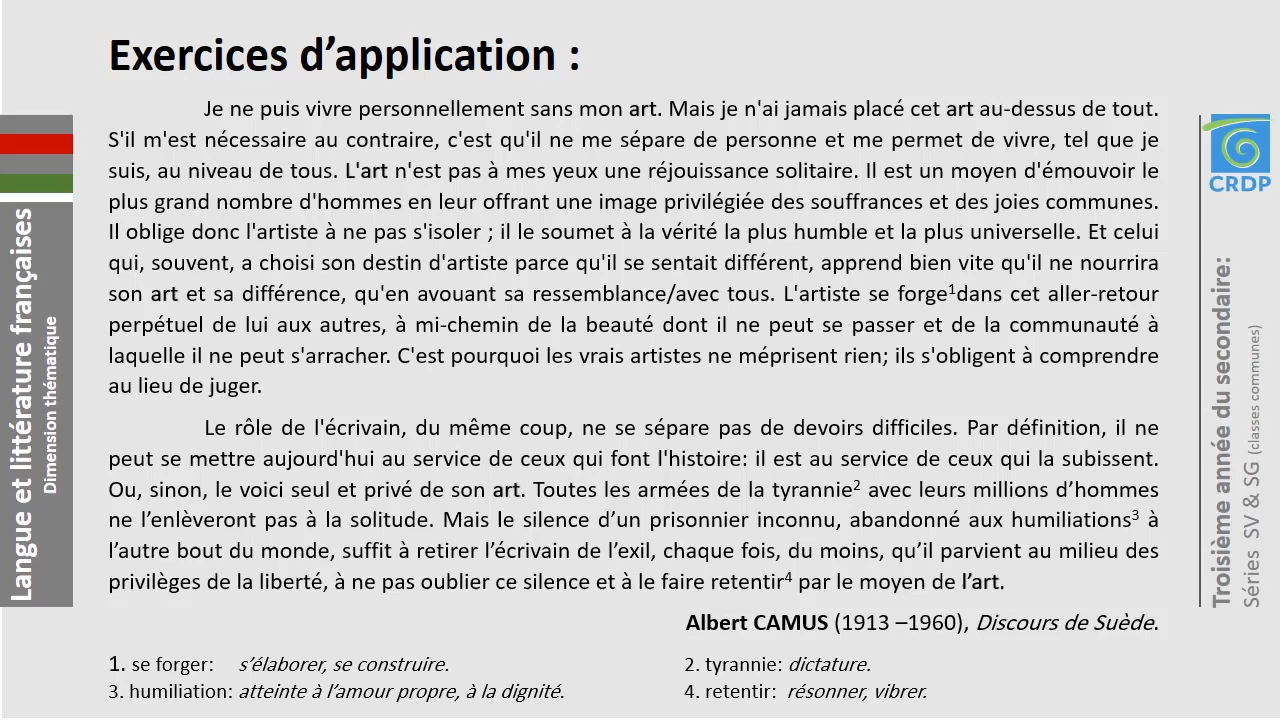 Exercices d’application :
Je ne puis vivre personnellement sans mon art. Mais je n'ai jamais placé cet art au-dessus de tout.
S'il m'est nécessaire au contraire, c'est qu'il ne me sépare de personne et me permet de vivre, tel que je
suis, au niveau de tous. L'art n'est pas à mes yeux une réjouissance solitaire. Il est un moyen d'émouvoir le
plus grand nombre d'hommes en leur offrant une image privilégiée des souffrances et des joies communes.
Il oblige donc l'artiste à ne pas s'isoler ; il le soumet à la vérité la plus humble et la plus universelle. Et celui
qui, souvent, a choisi son destin d'artiste parce qu'il se sentait différent, apprend bien vite qu'il ne nourrira
son art et sa différence, qu'en avouant sa ressemblance/avec tous. L'artiste se forge¹dans cet aller-retour
perpétuel de lui aux autres, à mi-chemin de la beauté dont il ne peut se passer et de la communauté à
laquelle il ne peut s'arracher. C'est pourquoi les vrais artistes ne méprisent rien; ils s'obligent à comprendre
au lieu de juger.
Le rôle de l'écrivain, du même coup, ne se sépare pas de devoirs difficiles. Par définition, il ne
peut se mettre aujourd'hui au service de ceux qui font l'histoire: il est au service de ceux qui la subissent.
Ou, sinon, le voici seul et privé de son art. Toutes les armées de la tyrannie² avec leurs millions d’hommes
ne l’enlèveront pas à la solitude. Mais le silence d’un prisonnier inconnu, abandonné aux humiliations³ à
l’autre bout du monde, suffit à retirer l’écrivain de l’exil, chaque fois, du moins, qu’il parvient au milieu des
privilèges de la liberté, à ne pas oublier ce silence et à le faire retentir⁴ par le moyen de l’art.
Albert CAMUS (1913 –1960), Discours de Suède.
1. se forger: s’élaborer, se construire.
2. tyrannie: dictature.
3. humiliation: atteinte à l’amour propre, à la dignité.
4. retentir: résonner, vibrer.
Langue et littérature françaises
Dimension thématique
CRDP
Troisième année du secondaire:
Séries SV & SG (classes communes)